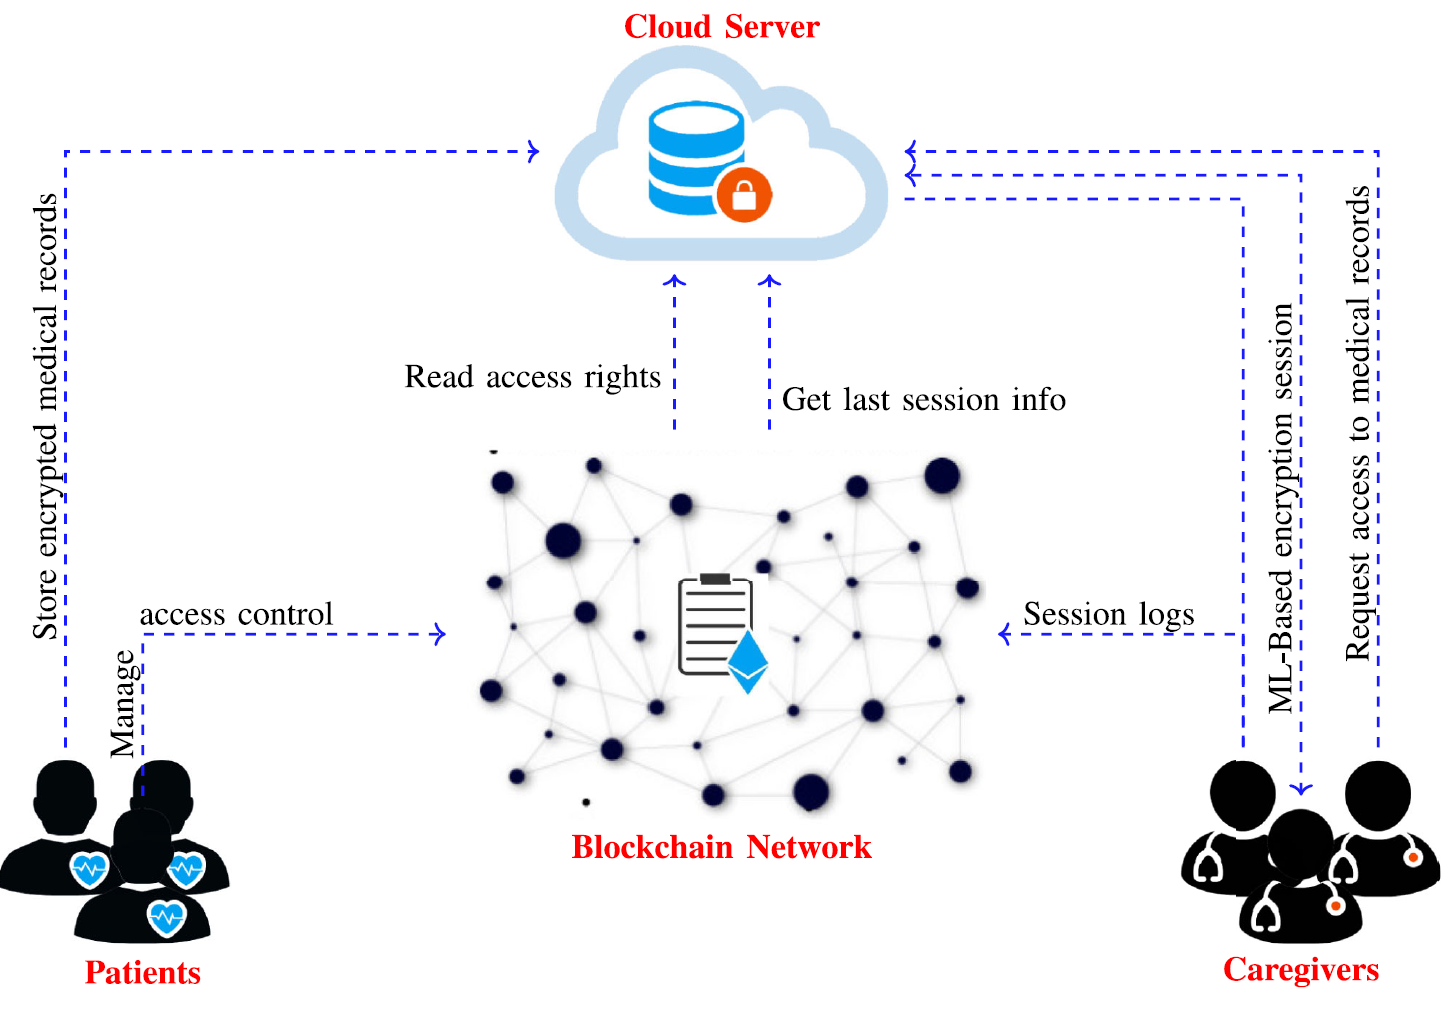 Cloud Server
Store encrypted medical records
Read access rights
Get last session info
ML-Based encryption session
Request access to medical records
access control
Manage
Session logs
Blockchain Network
Patients
Caregivers